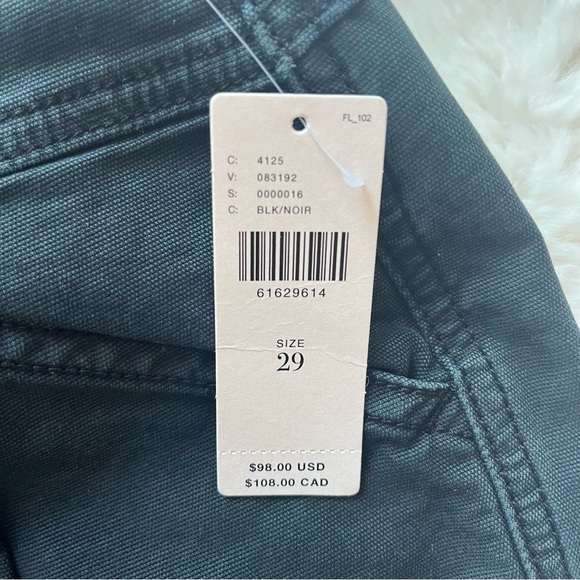 FL_102
C: 4125
V: 083192
S: 0000016
C: BLK/NOIR
61629614
SIZE
29
$98.00 USD
$108.00 CAD